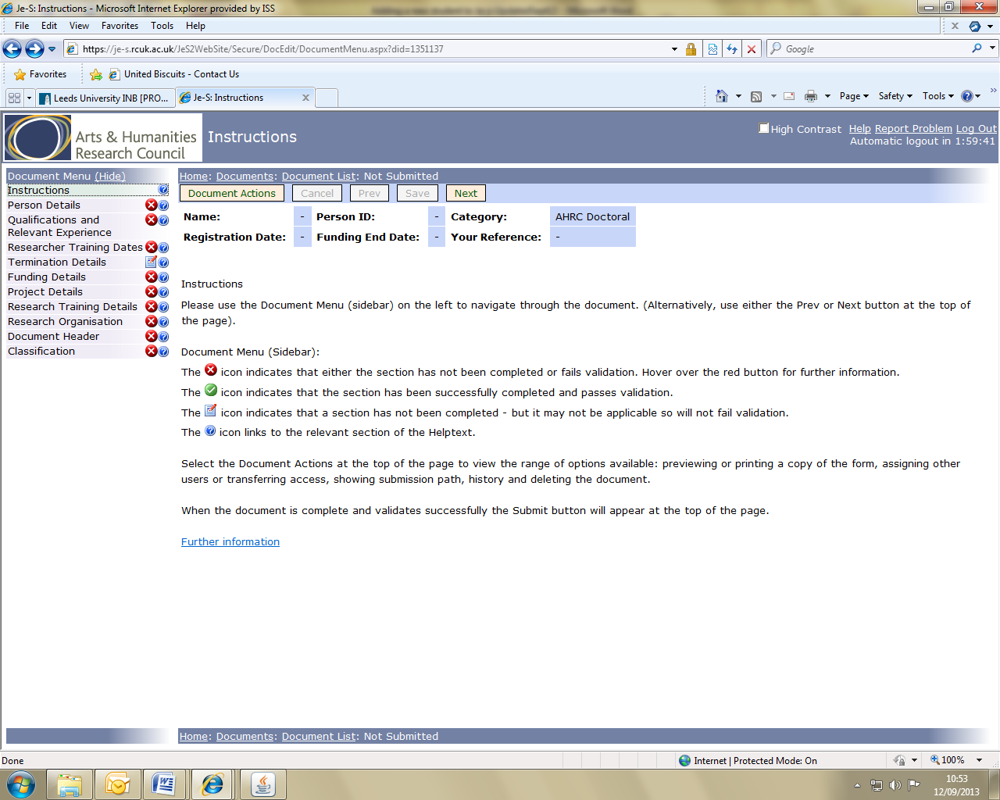 Je-S: Instructions - Microsoft Internet Explorer provided by ISS
File Edit View Favorites Tools Help
https://je-s.rcuk.ac.uk/JeS2WebSite/Secure/DocEdit/DocumentMenu.aspx?did=1351137
Google
Favorites
United Biscuits - Contact Us
Leeds University INB [PRO...
Je-S: Instructions
Page Safety Tools
Arts & Humanities
Research Council
Instructions
High Contrast Help Report Problem Log Out
Automatic logout in 1:59:41
Document Menu (Hide)
Instructions
Person Details
Qualifications and
Relevant Experience
Researcher Training Dates
Termination Details
Funding Details
Project Details
Research Training Details
Research Organisation
Document Header
Classification
Home: Documents: Document List: Not Submitted
Document Actions Cancel Prev Save Next
Name: - Person ID: - Category: AHRC Doctoral
Registration Date: - Funding End Date: - Your Reference: -
Instructions
Please use the Document Menu (sidebar) on the left to navigate through the document. (Alternatively, use either the Prev or Next button at the top of
the page).
Document Menu (Sidebar):
The icon indicates that either the section has not been completed or fails validation. Hover over the red button for further information.
The icon indicates that the section has been successfully completed and passes validation.
The icon indicates that a section has not been completed - but it may not be applicable so will not fail validation.
The icon links to the relevant section of the Helptext.
Select the Document Actions at the top of the page to view the range of options available: previewing or printing a copy of the form, assigning other
users or transferring access, showing submission path, history and deleting the document.
When the document is complete and validates successfully the Submit button will appear at the top of the page.
Further information
Home: Documents: Document List: Not Submitted
Done
Internet | Protected Mode: On
100%
10:53
12/09/2013